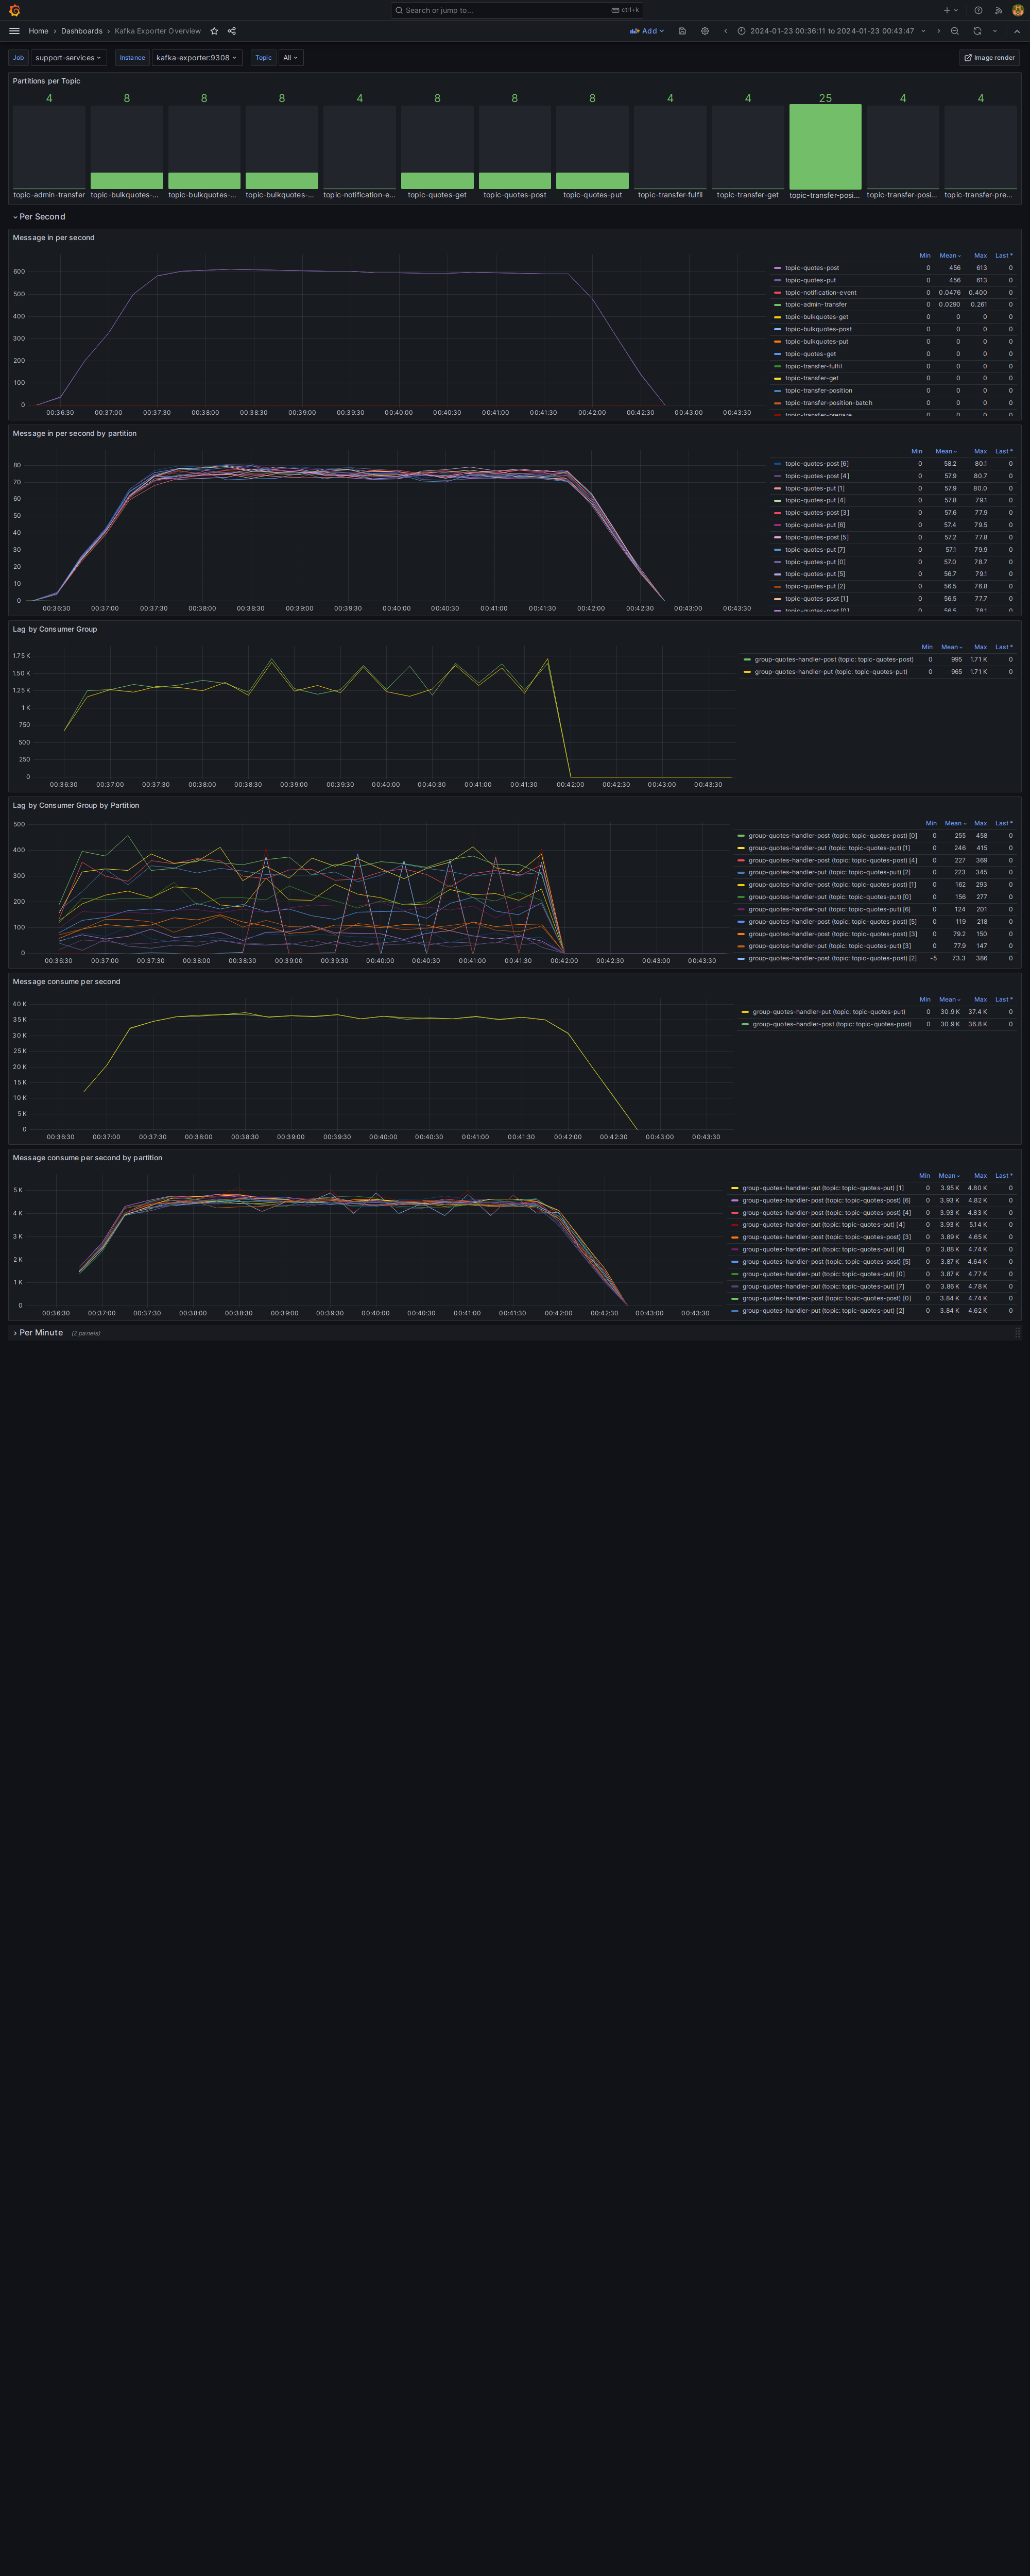 Search or jump to... ctrl+k
Home › Dashboards › Kafka Exporter Overview Add 2024-01-23 00:36:11 to 2024-01-23 00:43:47
Job support-services Instance kafka-exporter:9308 Topic All Image render
Partitions per Topic
4 8 8 8 4 8 8 8 4 4 25 4 4
topic-admin-transfer topic-bulkquotes-... topic-bulkquotes-... topic-bulkquotes-... topic-notification-e... topic-quotes-get topic-quotes-post topic-quotes-put topic-transfer-fulfil topic-transfer-get topic-transfer-posi... topic-transfer-posi... topic-transfer-pre...
Per Second
Message in per second
600
500
400
300
200
100
0
00:36:30 00:37:00 00:37:30 00:38:00 00:38:30 00:39:00 00:39:30 00:40:00 00:40:30 00:41:00 00:41:30 00:42:00 00:42:30 00:43:00 00:43:30
Min Mean Max Last *
topic-quotes-post 0 456 613 0
topic-quotes-put 0 456 613 0
topic-notification-event 0 0.0476 0.400 0
topic-admin-transfer 0 0.0290 0.261 0
topic-bulkquotes-get 0 0 0 0
topic-bulkquotes-post 0 0 0 0
topic-bulkquotes-put 0 0 0 0
topic-quotes-get 0 0 0 0
topic-transfer-fulfil 0 0 0 0
topic-transfer-get 0 0 0 0
topic-transfer-position 0 0 0 0
topic-transfer-position-batch 0 0 0 0
topic-transfer-prepare 0 0 0 0
Message in per second by partition
80
70
60
50
40
30
20
10
0
00:36:30 00:37:00 00:37:30 00:38:00 00:38:30 00:39:00 00:39:30 00:40:00 00:40:30 00:41:00 00:41:30 00:42:00 00:42:30 00:43:00 00:43:30
Min Mean Max Last *
topic-quotes-post [6] 0 58.2 80.1 0
topic-quotes-post [4] 0 57.9 80.7 0
topic-quotes-put [1] 0 57.9 80.0 0
topic-quotes-put [4] 0 57.8 79.1 0
topic-quotes-post [3] 0 57.6 77.9 0
topic-quotes-put [6] 0 57.4 79.5 0
topic-quotes-post [5] 0 57.2 77.8 0
topic-quotes-put [7] 0 57.1 79.9 0
topic-quotes-put [0] 0 57.0 78.7 0
topic-quotes-put [5] 0 56.7 79.1 0
topic-quotes-put [2] 0 56.5 76.8 0
topic-quotes-post [1] 0 56.5 77.7 0
topic-quotes-post [0] 0 56.5 78.1 0
Lag by Consumer Group
1.75 K
1.50 K
1.25 K
1 K
750
500
250
0
00:36:30 00:37:00 00:37:30 00:38:00 00:38:30 00:39:00 00:39:30 00:40:00 00:40:30 00:41:00 00:41:30 00:42:00 00:42:30 00:43:00 00:43:30
Min Mean Max Last *
group-quotes-handler-post (topic: topic-quotes-post) 0 995 1.71 K 0
group-quotes-handler-put (topic: topic-quotes-put) 0 965 1.71 K 0
Lag by Consumer Group by Partition
500
400
300
200
100
0
00:36:30 00:37:00 00:37:30 00:38:00 00:38:30 00:39:00 00:39:30 00:40:00 00:40:30 00:41:00 00:41:30 00:42:00 00:42:30 00:43:00 00:43:30
Min Mean Max Last *
group-quotes-handler-post (topic: topic-quotes-post) [0] 0 255 458 0
group-quotes-handler-put (topic: topic-quotes-put) [1] 0 246 415 0
group-quotes-handler-post (topic: topic-quotes-post) [4] 0 227 369 0
group-quotes-handler-put (topic: topic-quotes-put) [2] 0 223 345 0
group-quotes-handler-post (topic: topic-quotes-post) [1] 0 162 293 0
group-quotes-handler-put (topic: topic-quotes-put) [0] 0 156 277 0
group-quotes-handler-put (topic: topic-quotes-put) [6] 0 124 201 0
group-quotes-handler-post (topic: topic-quotes-post) [5] 0 119 218 0
group-quotes-handler-post (topic: topic-quotes-post) [3] 0 79.2 150 0
group-quotes-handler-put (topic: topic-quotes-put) [3] 0 77.9 147 0
group-quotes-handler-post (topic: topic-quotes-post) [2] -5 73.3 386 0
Message consume per second
40 K
35 K
30 K
25 K
20 K
15 K
10 K
5 K
0
00:36:30 00:37:00 00:37:30 00:38:00 00:38:30 00:39:00 00:39:30 00:40:00 00:40:30 00:41:00 00:41:30 00:42:00 00:42:30 00:43:00 00:43:30
Min Mean Max Last *
group-quotes-handler-put (topic: topic-quotes-put) 0 30.9 K 37.4 K 0
group-quotes-handler-post (topic: topic-quotes-post) 0 30.9 K 36.8 K 0
Message consume per second by partition
5 K
4 K
3 K
2 K
1 K
0
00:36:30 00:37:00 00:37:30 00:38:00 00:38:30 00:39:00 00:39:30 00:40:00 00:40:30 00:41:00 00:41:30 00:42:00 00:42:30 00:43:00 00:43:30
Min Mean Max Last *
group-quotes-handler-put (topic: topic-quotes-put) [1] 0 3.95 K 4.80 K 0
group-quotes-handler-post (topic: topic-quotes-post) [6] 0 3.93 K 4.82 K 0
group-quotes-handler-post (topic: topic-quotes-post) [4] 0 3.93 K 4.83 K 0
group-quotes-handler-put (topic: topic-quotes-put) [4] 0 3.93 K 5.14 K 0
group-quotes-handler-post (topic: topic-quotes-post) [3] 0 3.89 K 4.65 K 0
group-quotes-handler-put (topic: topic-quotes-put) [6] 0 3.88 K 4.74 K 0
group-quotes-handler-post (topic: topic-quotes-post) [5] 0 3.87 K 4.64 K 0
group-quotes-handler-put (topic: topic-quotes-put) [0] 0 3.87 K 4.77 K 0
group-quotes-handler-put (topic: topic-quotes-put) [7] 0 3.86 K 4.78 K 0
group-quotes-handler-post (topic: topic-quotes-post) [0] 0 3.84 K 4.74 K 0
group-quotes-handler-put (topic: topic-quotes-put) [2] 0 3.84 K 4.62 K 0
Per Minute (2 panels)